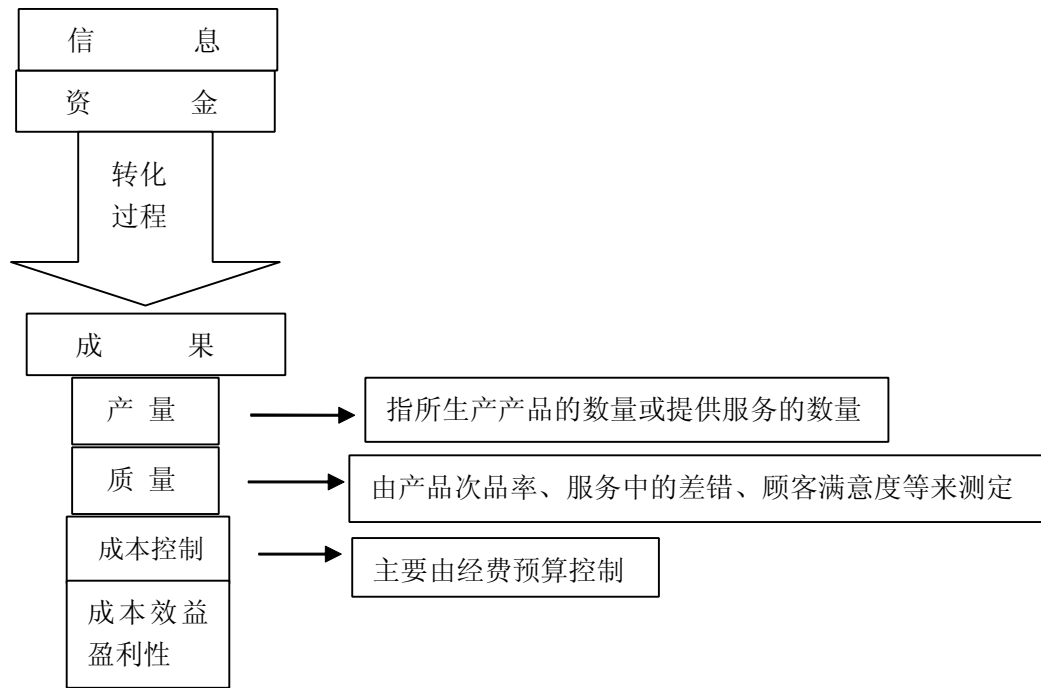 信 息
资 金
转化
过程
成 果
产 量
指所生产产品的数量或提供服务的数量
质 量
由产品次品率、服务中的差错、顾客满意度等来测定
成本控制
主要由经费预算控制
成本效益
盈利性